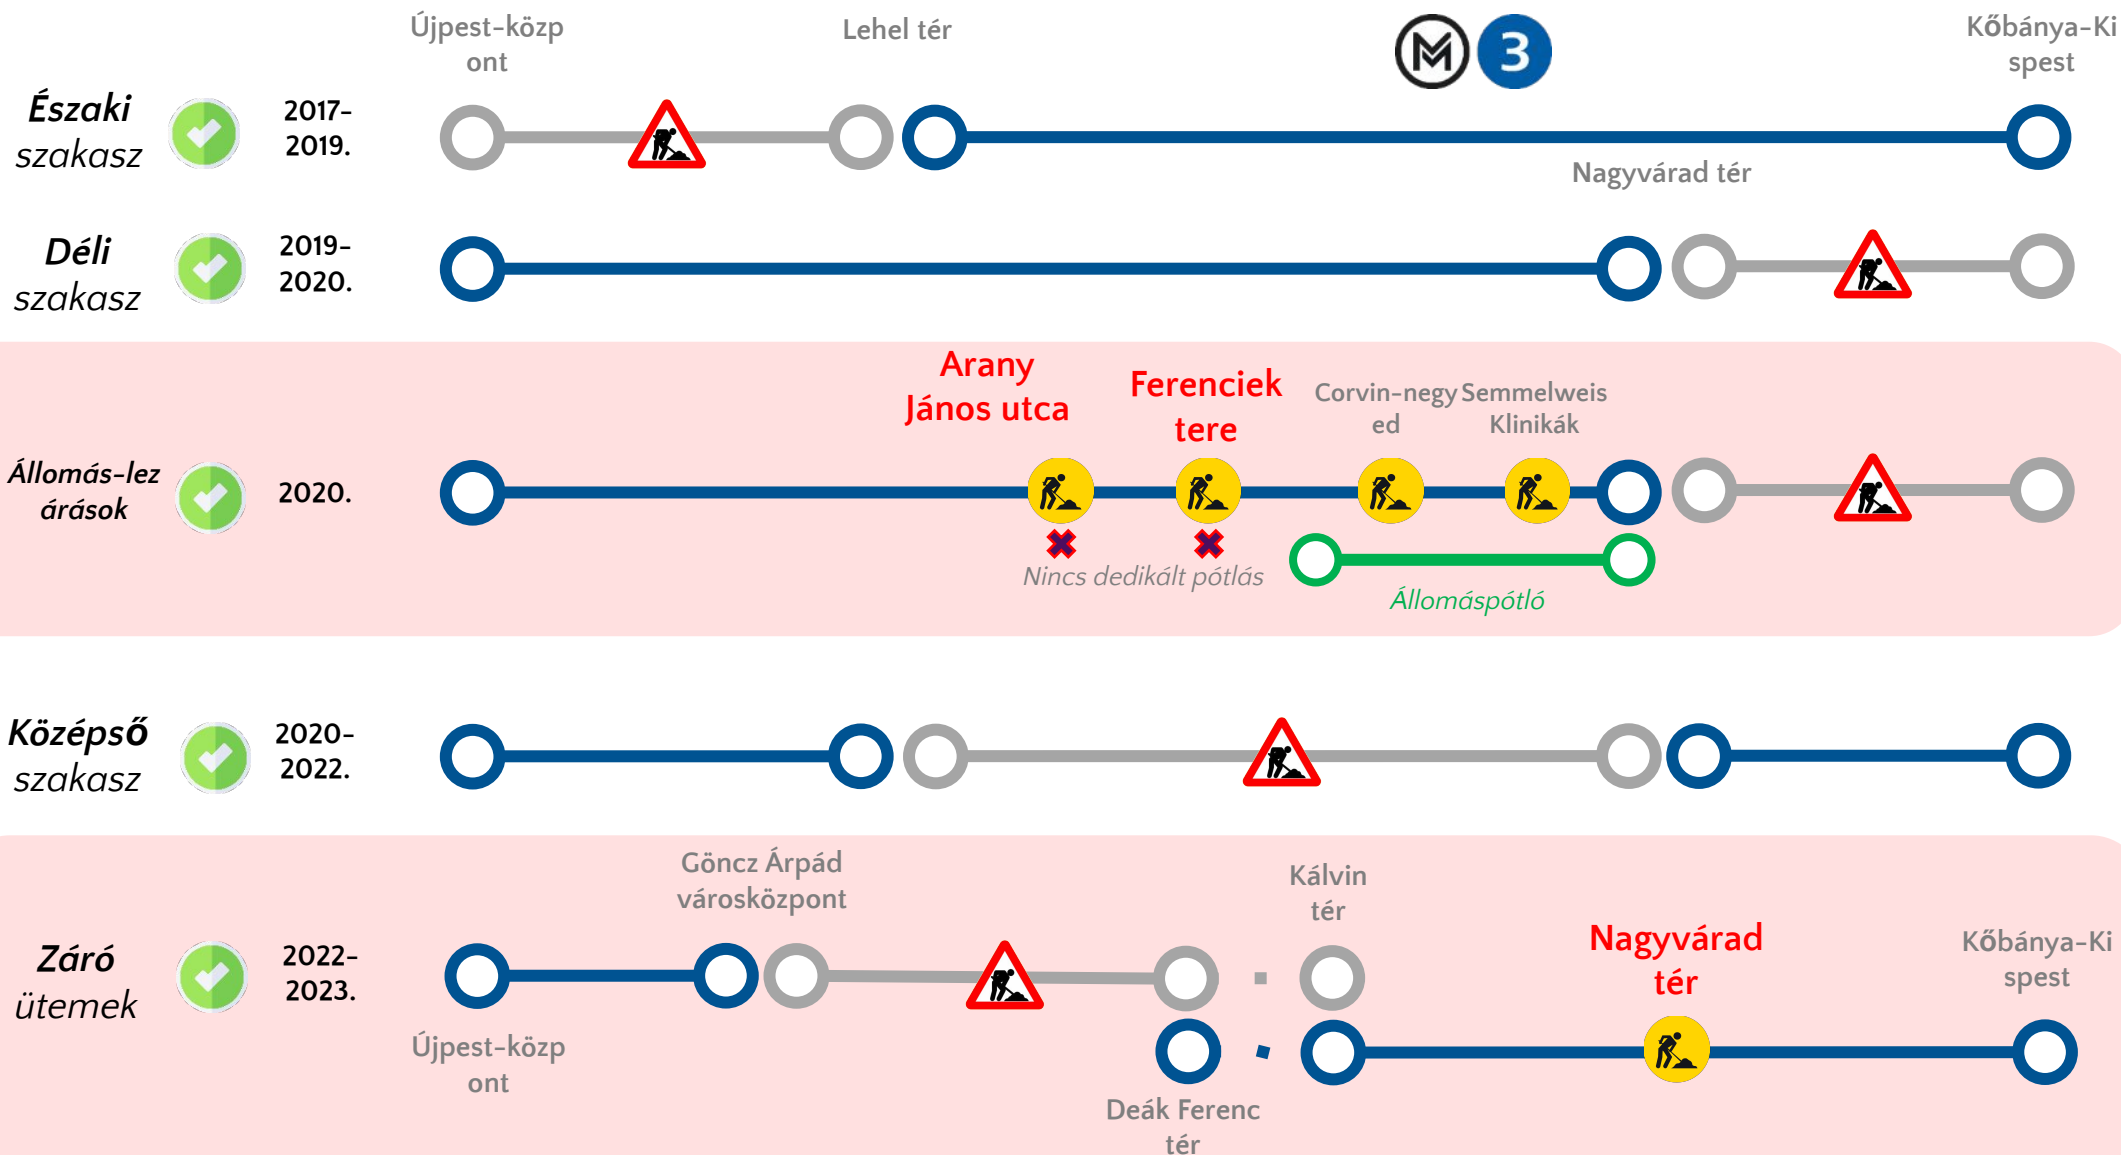 Újpest-közp
ont
Lehel tér
M 3
Kőbánya-Ki
spest
Északi
szakasz
2017-
2019.
Nagyvárad tér
Déli
szakasz
2019-
2020.
Arany
János utca
Ferenciek
tere
Corvin-negy
ed
Semmelweis
Klinikák
Állomás-lez
árások
2020.
Nincs dedikált pótlás
Állomáspótló
Középső
szakasz
2020-
2022.
Göncz Árpád
városközpont
Kálvin
tér
Nagyvárad
tér
Kőbánya-Ki
spest
Záró
ütemek
2022-
2023.
Újpest-közp
ont
Deák Ferenc
tér